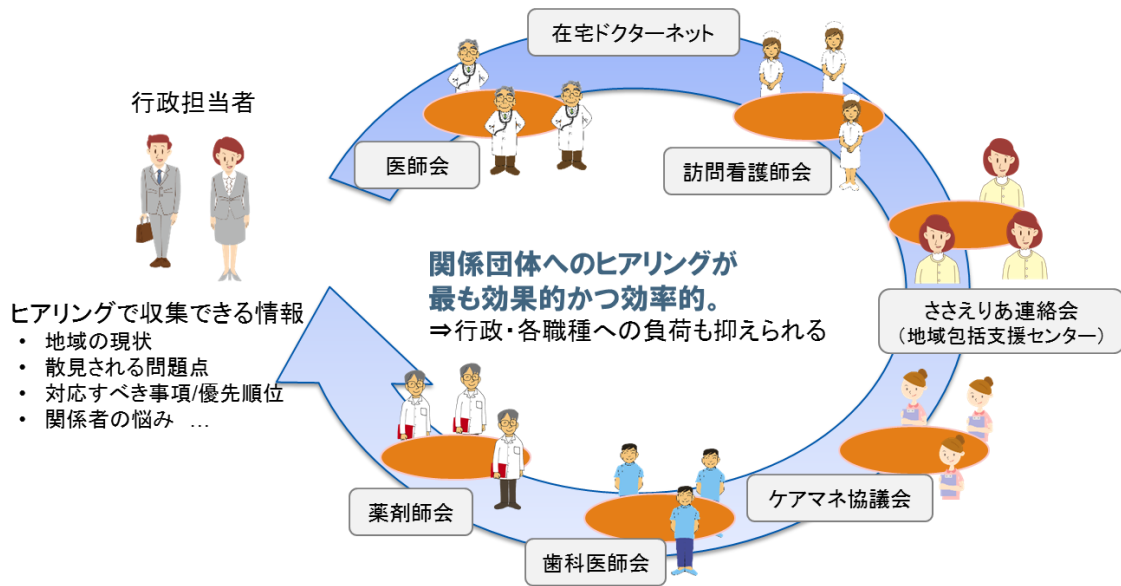 在宅ドクターネット
行政担当者
医師会
訪問看護師会
関係団体へのヒアリングが
最も効果的かつ効率的。
⇒行政・各職種への負荷も抑えられる
ヒアリングで収集できる情報
• 地域の現状
• 散見される問題点
• 対応すべき事項/優先順位
• 関係者の悩み …
ささえりあ連絡会
（地域包括支援センター）
ケアマネ協議会
薬剤師会
歯科医師会